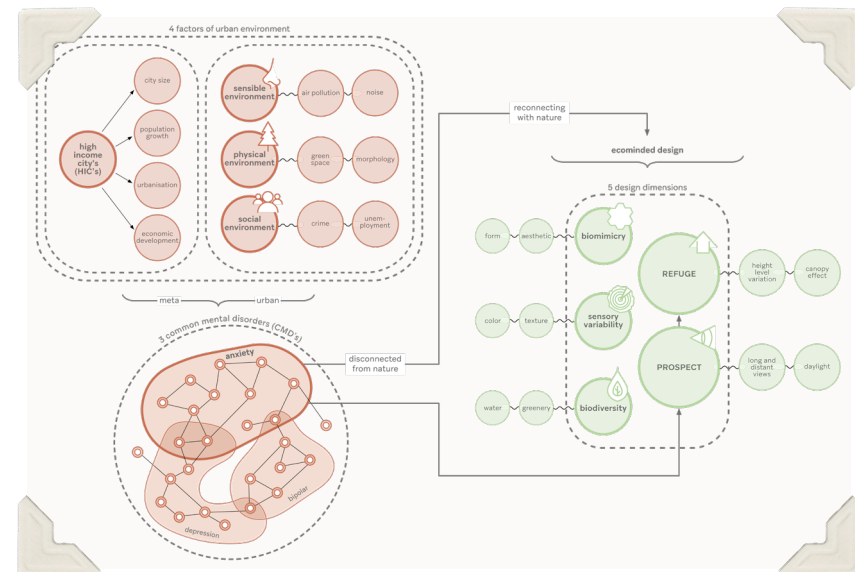 4 factors of urban environment
high
income
city's
(HIC's)
city size
population
growth
urbanisation
economic
development
sensible
environment
air pollution
noise
physical
environment
green
space
morphology
social
environment
crime
unem-
ployment
meta
urban
3 common mental disorders (CMD's)
anxiety
depression
bipolar
disconnected
from nature
reconnecting
with nature
ecominded design
5 design dimensions
form
aesthetic
biomimicry
color
texture
sensory
variability
water
greenery
biodiversity
REFUGE
height
level
variation
canopy
effect
PROSPECT
long and
distant
views
daylight